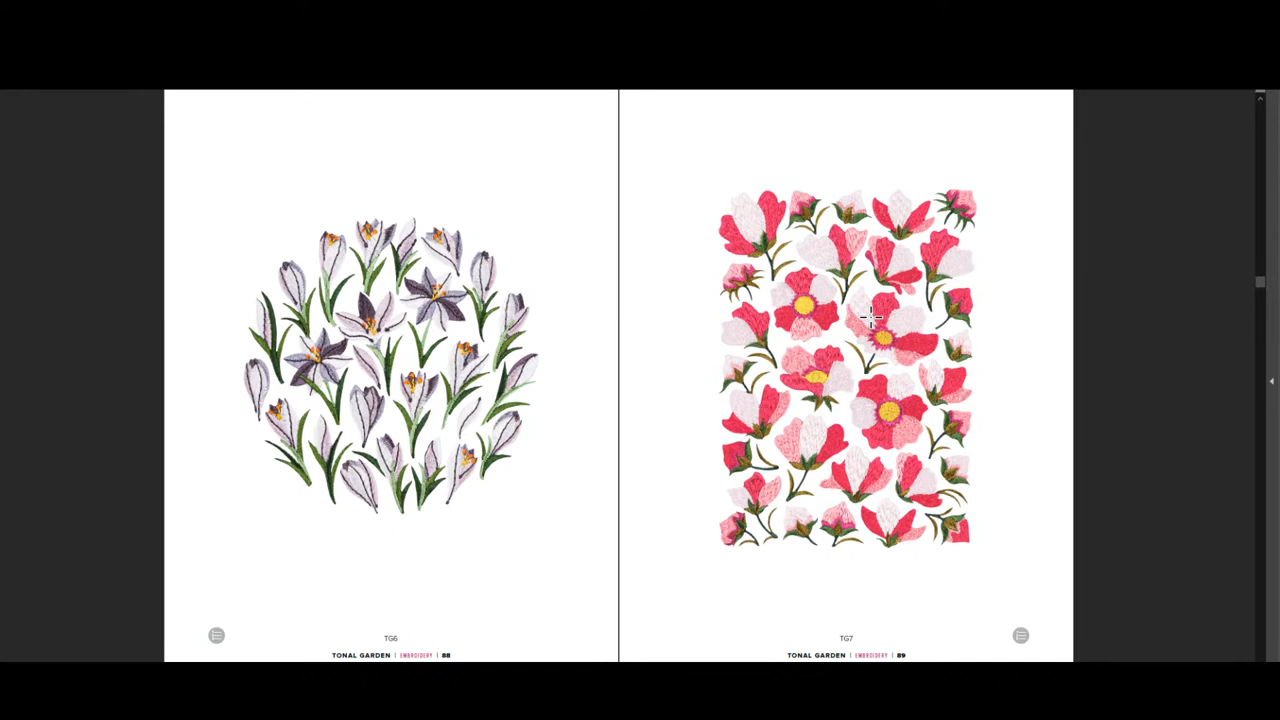 TG6
TONAL GARDEN | EMBROIDERY | 88
TG7
TONAL GARDEN | EMBROIDERY | 89